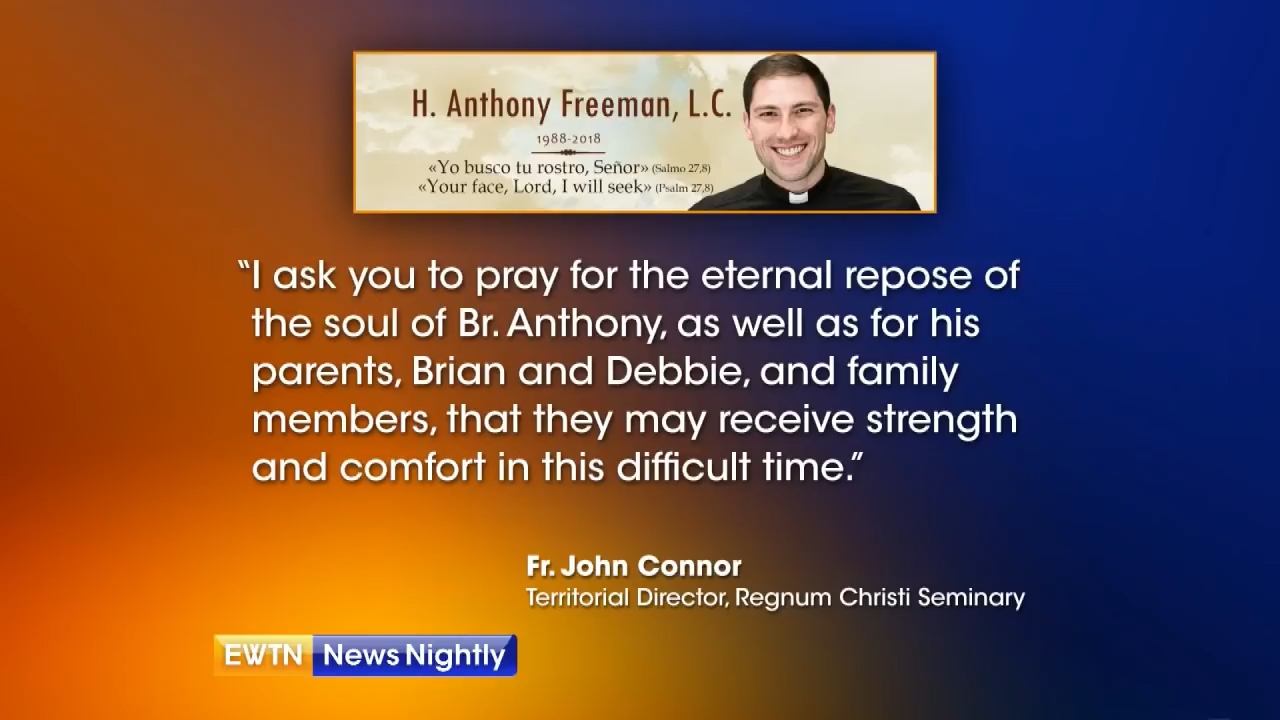 H. Anthony Freeman, L.C.
1988-2018
«Yo busco tu rostro, Señor» (Salmo 27,8)
«Your face, Lord, I will seek» (Psalm 27,8)
“I ask you to pray for the eternal repose of
the soul of Br. Anthony, as well as for his
parents, Brian and Debbie, and family
members, that they may receive strength
and comfort in this difficult time.”
Fr. John Connor
Territorial Director, Regnum Christi Seminary
EWTN News Nightly